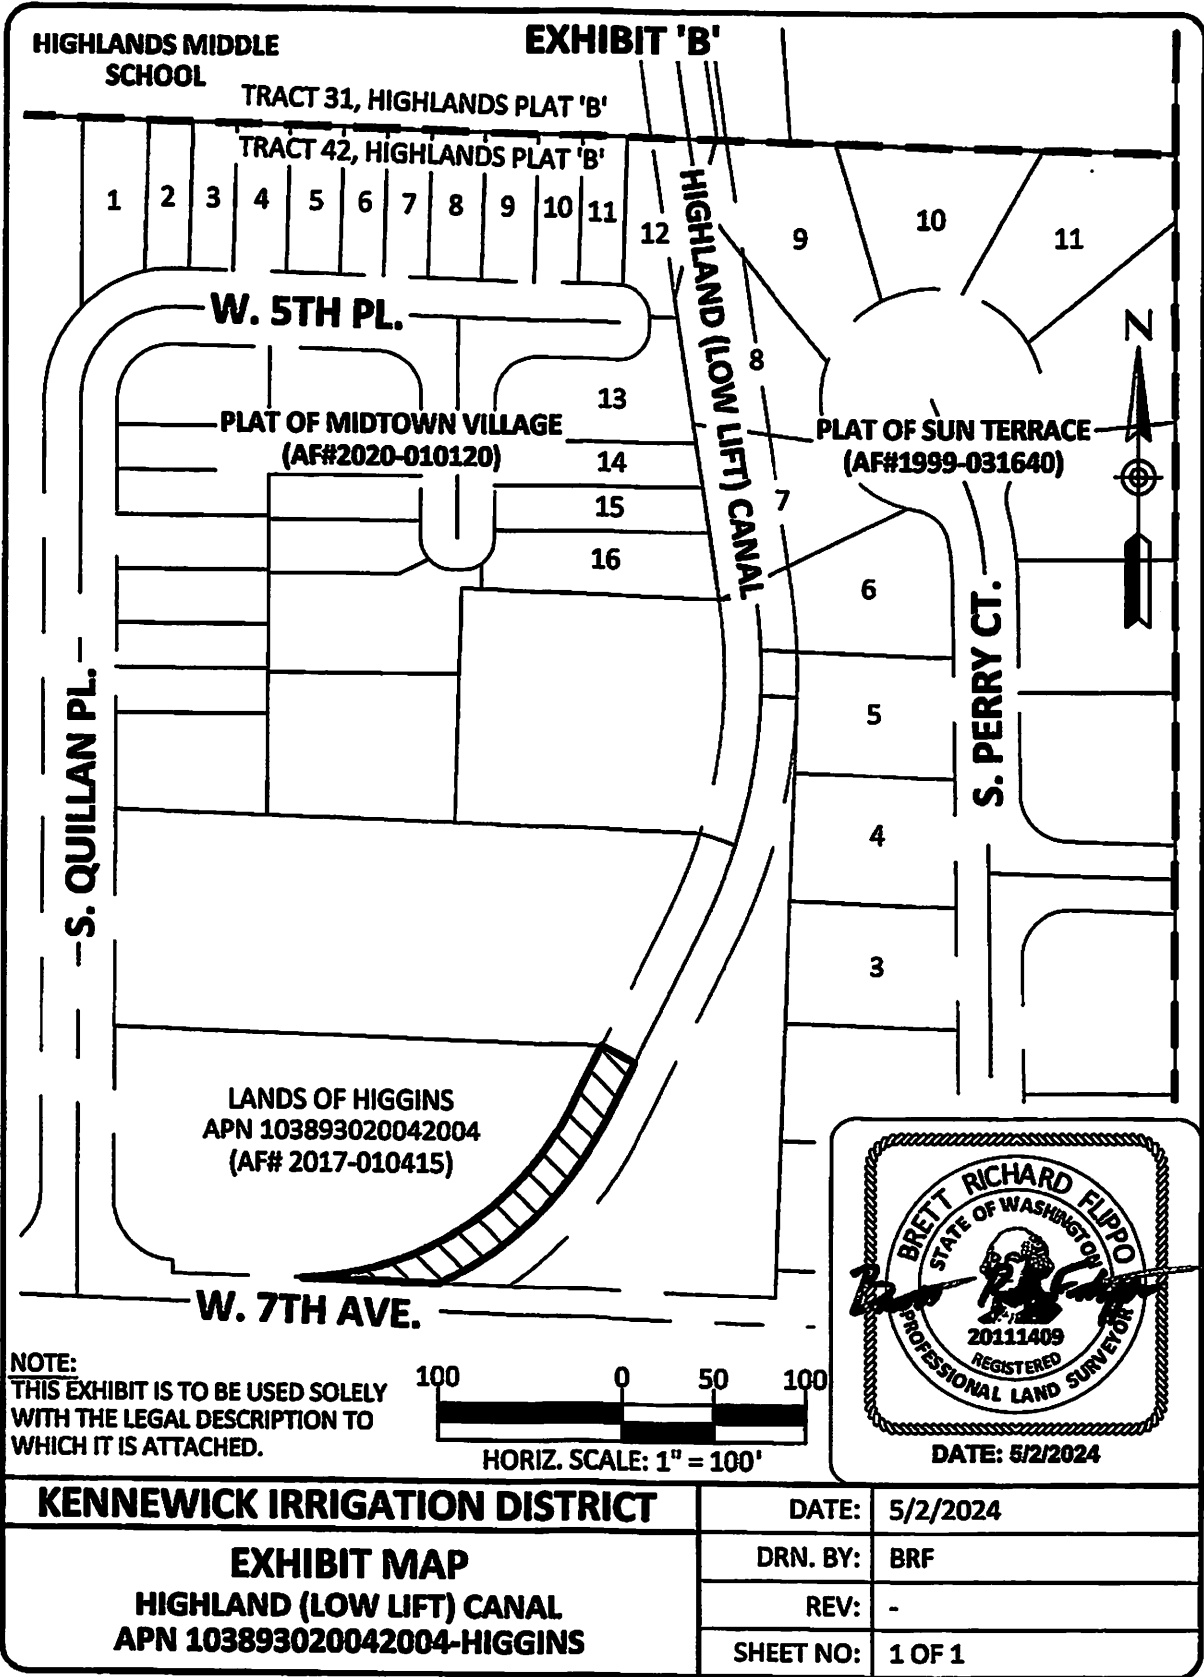 EXHIBIT 'B'
HIGHLANDS MIDDLE
SCHOOL
TRACT 31, HIGHLANDS PLAT 'B'
TRACT 42, HIGHLANDS PLAT 'B'
1 2 3 4 5 6 7 8 9 10 11
12
HIGHLAND (LOW LIFT) CANAL
9
10
11
W. 5TH PL.
N
8
13
PLAT OF MIDTOWN VILLAGE
(AF#2020-010120)
PLAT OF SUN TERRACE
(AF#1999-031640)
14
7
15
16
6
S. QUILLAN PL.
S. PERRY CT.
5
4
3
LANDS OF HIGGINS
APN 103893020042004
(AF# 2017-010415)
W. 7TH AVE.
BRETT RICHARD FLIPPO
STATE OF WASHINGTON
20111409
REGISTERED
PROFESSIONAL LAND SURVEYOR
DATE: 5/2/2024
NOTE:
THIS EXHIBIT IS TO BE USED SOLELY
WITH THE LEGAL DESCRIPTION TO
WHICH IT IS ATTACHED.
100 0 50 100
HORIZ. SCALE: 1" = 100'
KENNEWICK IRRIGATION DISTRICT
EXHIBIT MAP
HIGHLAND (LOW LIFT) CANAL
APN 103893020042004-HIGGINS
DATE: 5/2/2024
DRN. BY: BRF
REV: -
SHEET NO: 1 OF 1